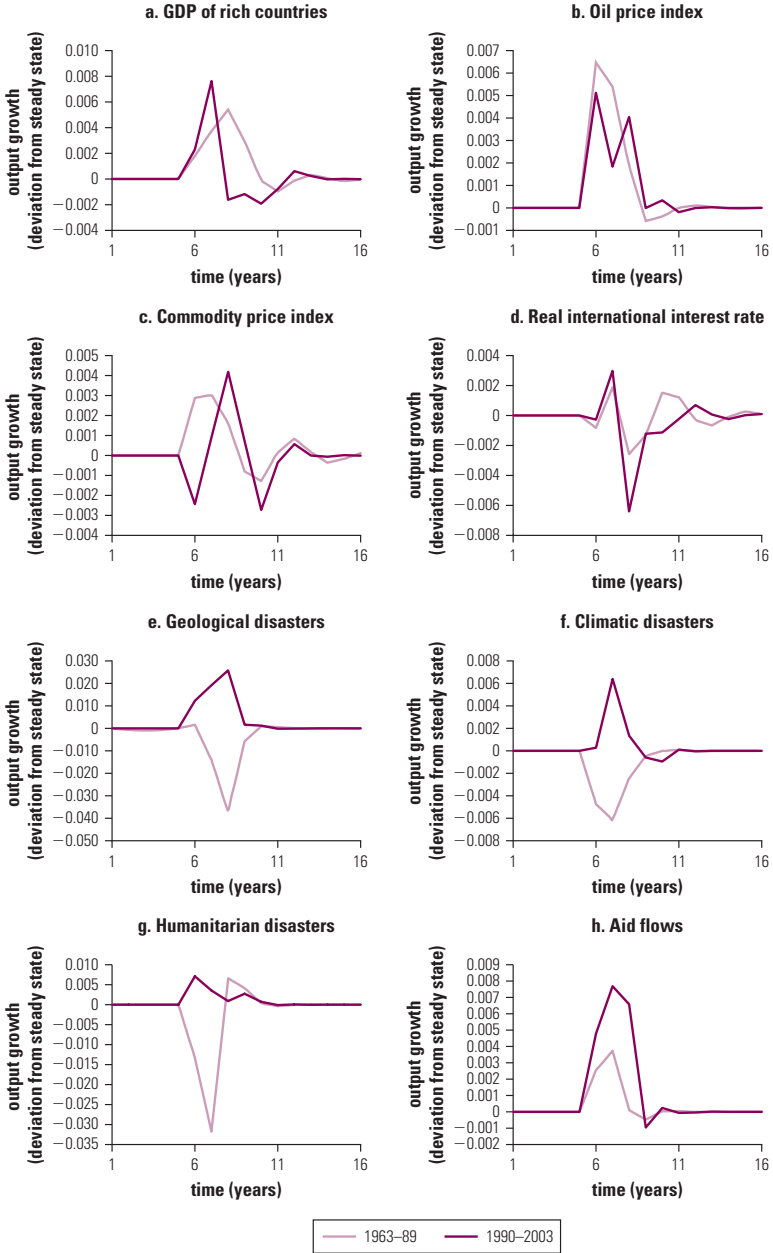 a. GDP of rich countries
output growth
(deviation from steady state)
0.010
0.008
0.006
0.004
0.002
0
−0.002
−0.004
1 6 11 16
time (years)
b. Oil price index
output growth
(deviation from steady state)
0.007
0.006
0.005
0.004
0.003
0.002
0.001
0
−0.001
1 6 11 16
time (years)
c. Commodity price index
output growth
(deviation from steady state)
0.005
0.004
0.003
0.002
0.001
0
−0.001
−0.002
−0.003
−0.004
1 6 11 16
time (years)
d. Real international interest rate
output growth
(deviation from steady state)
0.004
0.002
0
−0.002
−0.004
−0.006
−0.008
1 6 11 16
time (years)
e. Geological disasters
output growth
(deviation from steady state)
0.030
0.020
0.010
0
−0.010
−0.020
−0.030
−0.040
−0.050
1 6 11 16
time (years)
f. Climatic disasters
output growth
(deviation from steady state)
0.008
0.006
0.004
0.002
0
−0.002
−0.004
−0.006
−0.008
1 6 11 16
time (years)
g. Humanitarian disasters
output growth
(deviation from steady state)
0.010
0.005
0
−0.005
−0.010
−0.015
−0.020
−0.025
−0.030
−0.035
1 6 11 16
time (years)
h. Aid flows
output growth
(deviation from steady state)
0.009
0.008
0.007
0.006
0.005
0.004
0.003
0.002
0.001
0
−0.001
−0.002
1 6 11 16
time (years)
1963–89 1990–2003